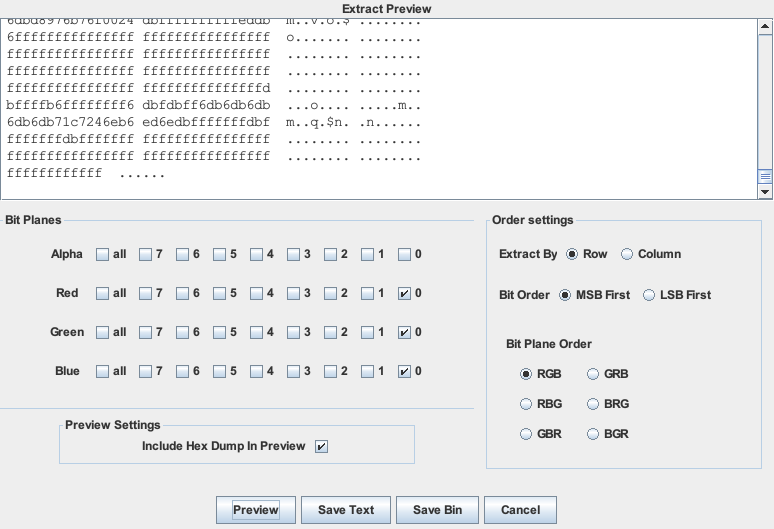 Extract Preview
6dbd8976b76f0024 dbfffffffffeddb m..v.o.$ ........
6fffffffffffffff ffffffffffffffff o....... ........
ffffffffffffffff ffffffffffffffff ........ ........
ffffffffffffffff ffffffffffffffff ........ ........
ffffffffffffffff fffffffffffffffd ........ ........
bffffb6ffffffff6 dbfdbff6db6db6db ...o.... .....m..
6db6db71c7246eb6 ed6edbfffffffdbf m..q.$n. .n......
fffffffdbfffffff ffffffffffffffff ........ ........
ffffffffffffffff ffffffffffffffff ........ ........
ffffffffffff ......
Bit Planes
Alpha all 7 6 5 4 3 2 1 0
Red all 7 6 5 4 3 2 1 0
Green all 7 6 5 4 3 2 1 0
Blue all 7 6 5 4 3 2 1 0
Preview Settings
Include Hex Dump In Preview
Order settings
Extract By Row Column
Bit Order MSB First LSB First
Bit Plane Order
RGB GRB
RBG BRG
GBR BGR
Preview Save Text Save Bin Cancel